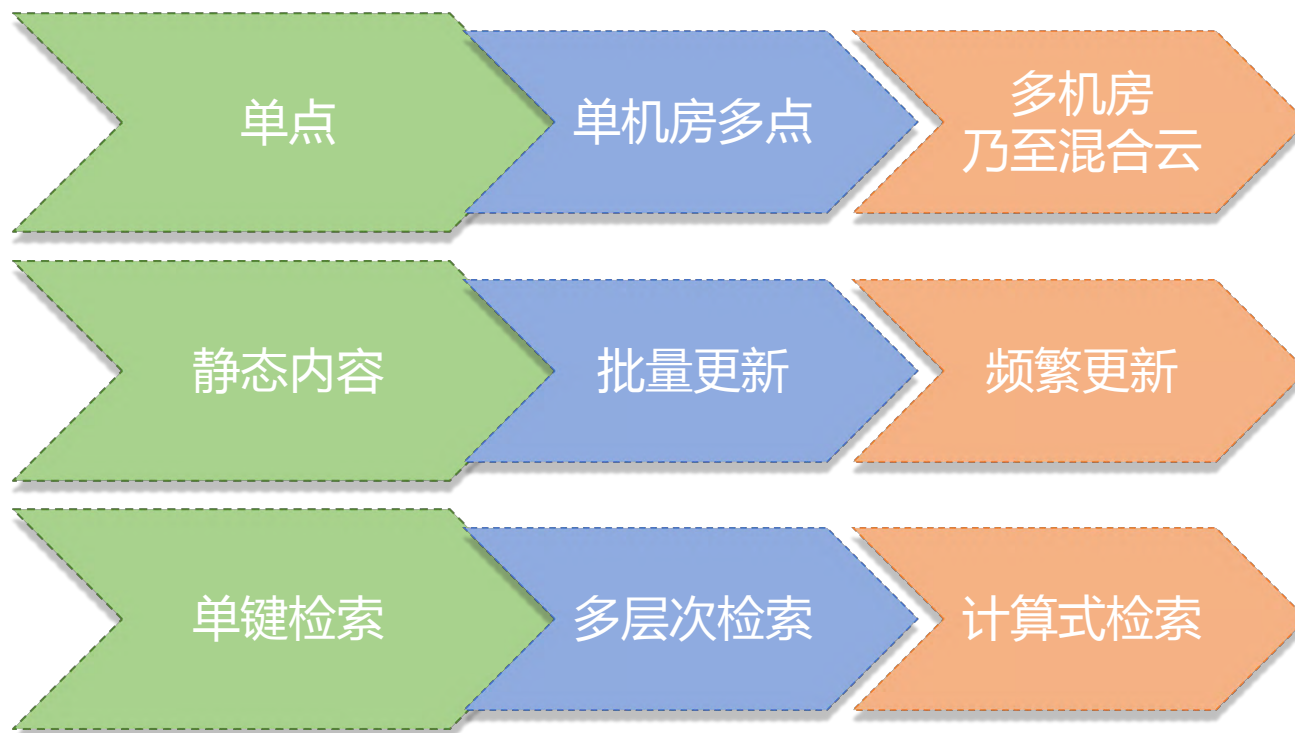 单点
单机房多点
多机房
乃至混合云
静态内容
批量更新
频繁更新
单键检索
多层次检索
计算式检索